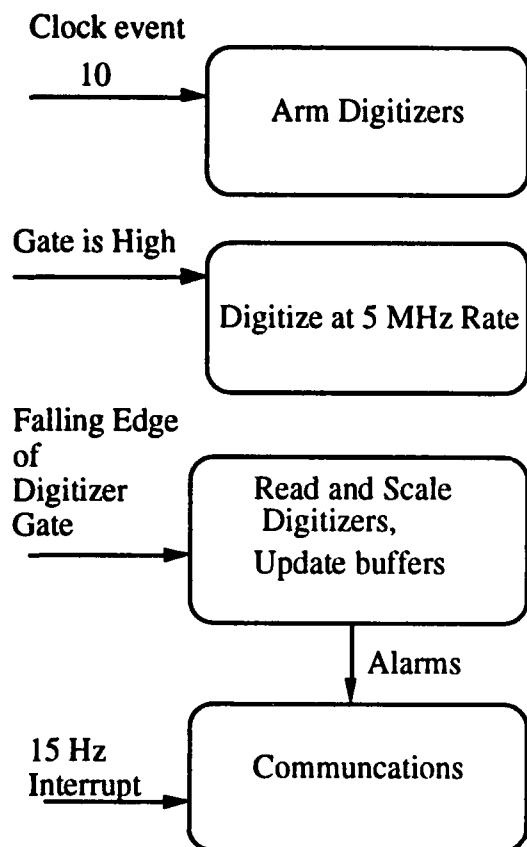 Clock event
10
Arm Digitizers
Gate is High
Digitize at 5 MHz Rate
Falling Edge
of
Digitizer
Gate
Read and Scale
Digitizers,
Update buffers
Alarms
15 Hz
Interrupt
Communcations